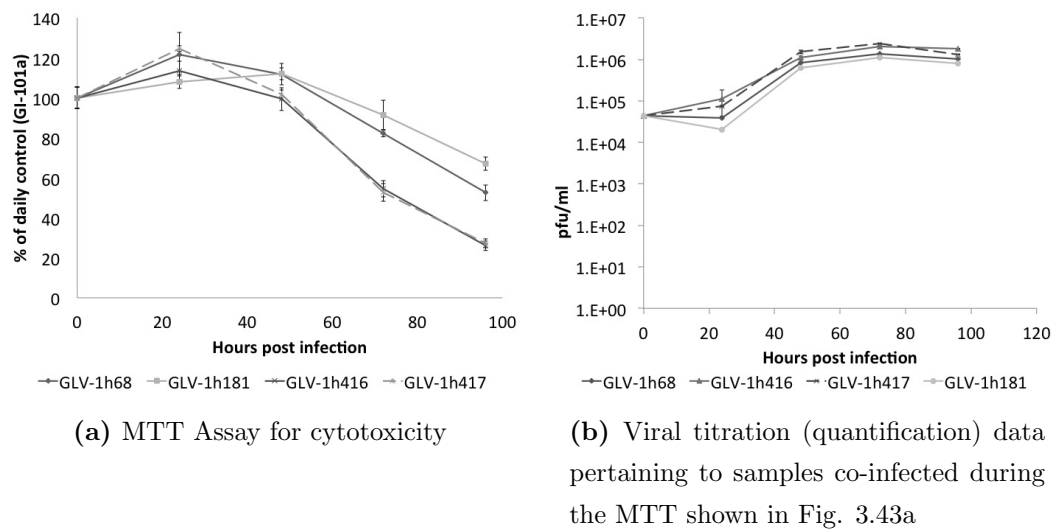 140
120
100
80
60
40
20
0
% of daily control (GI-101a)
0 20 40 60 80 100
Hours post infection
GLV-1h68 GLV-1h181 GLV-1h416 GLV-1h417
(a) MTT Assay for cytotoxicity
1.E+07
1.E+06
1.E+05
1.E+04
1.E+03
1.E+02
1.E+01
1.E+00
pfu/ml
0 20 40 60 80 100 120
Hours post infection
GLV-1h68 GLV-1h416 GLV-1h417 GLV-1h181
(b) Viral titration (quantification) data
pertaining to samples co-infected during
the MTT shown in Fig. 3.43a